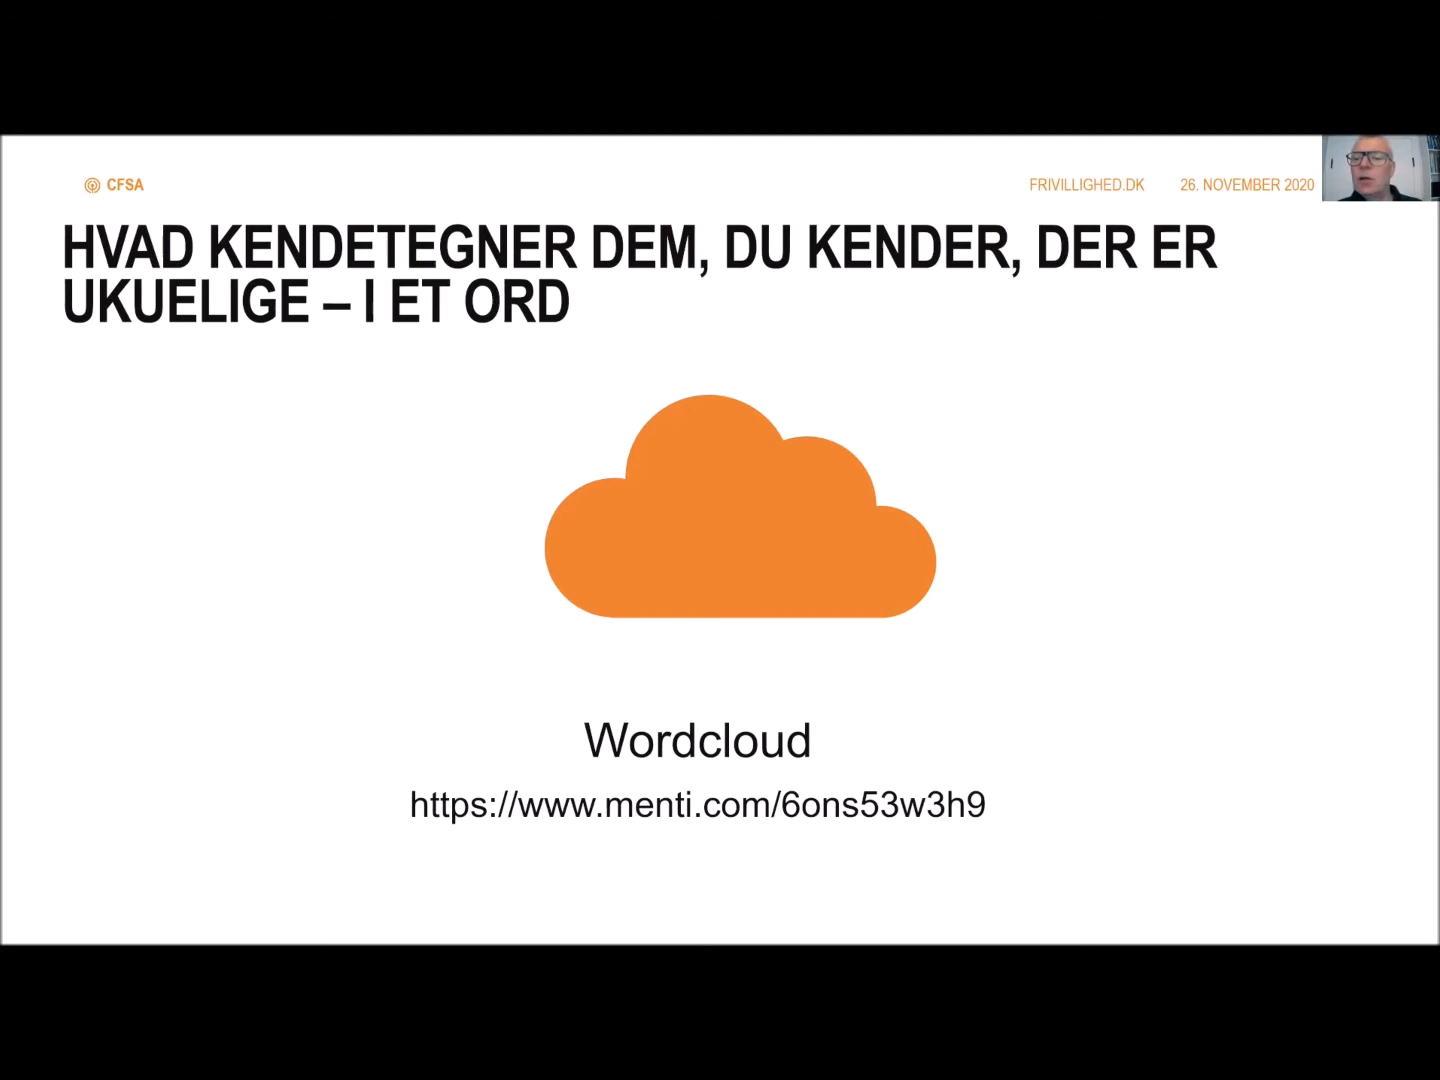 CFSA
FRIVILLIGHED.DK 26. NOVEMBER 2020
HVAD KENDETEGNER DEM, DU KENDER, DER ER
UKUELIGE – I ET ORD
Wordcloud
https://www.menti.com/6ons53w3h9